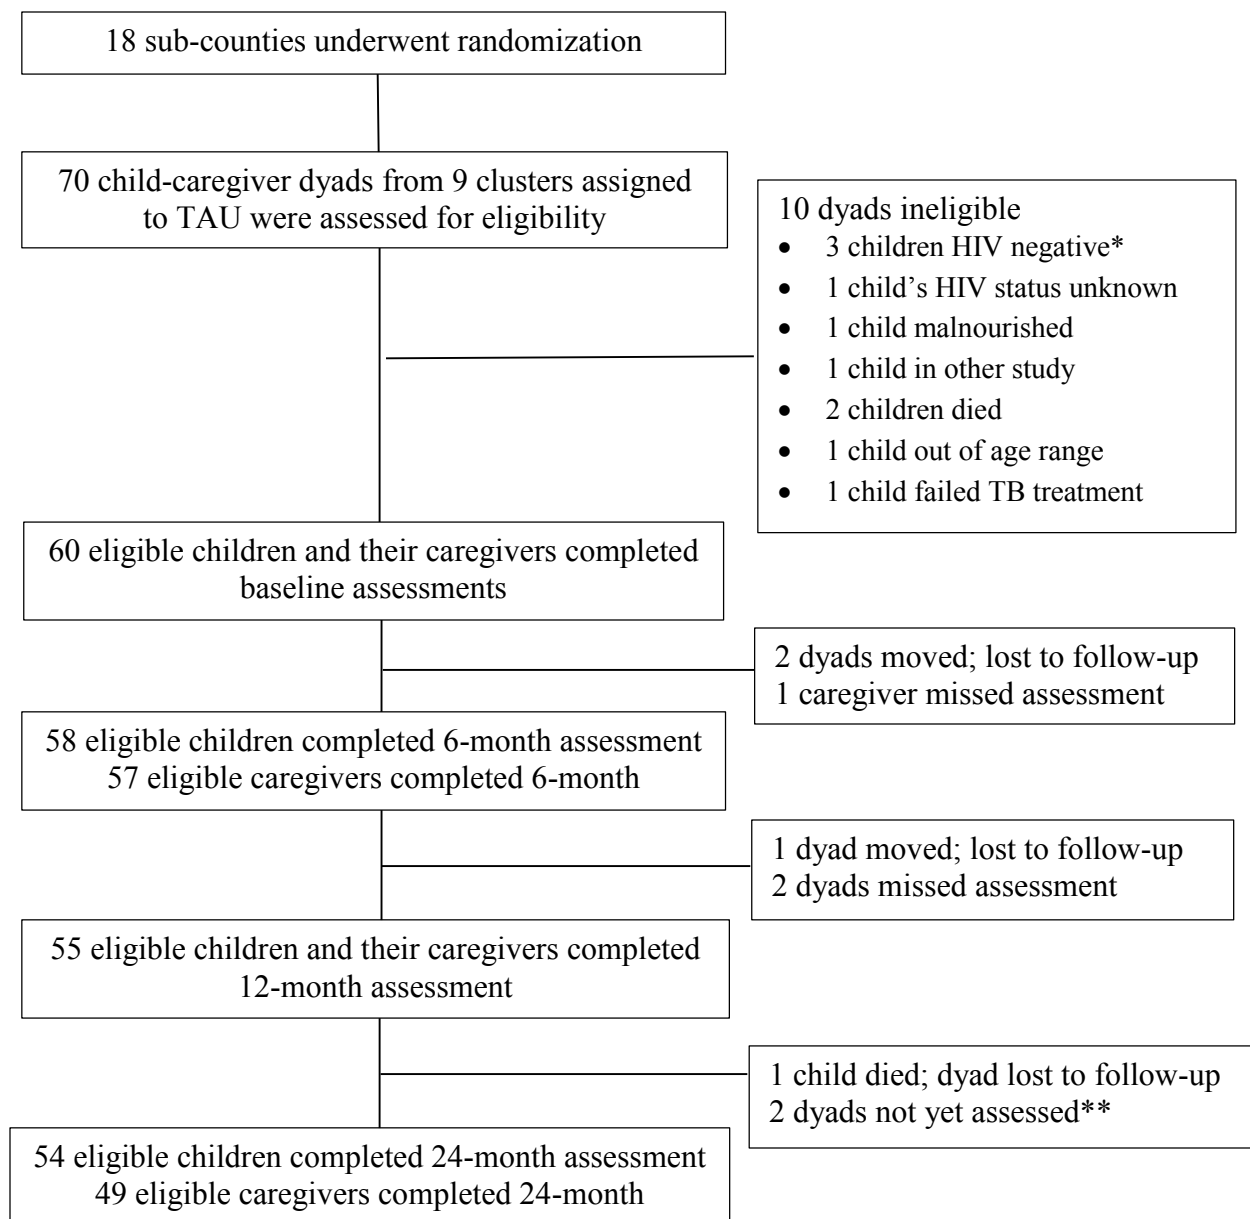 18 sub-counties underwent randomization
70 child-caregiver dyads from 9 clusters assigned
to TAU were assessed for eligibility
10 dyads ineligible
• 3 children HIV negative*
• 1 child’s HIV status unknown
• 1 child malnourished
• 1 child in other study
• 2 children died
• 1 child out of age range
• 1 child failed TB treatment
60 eligible children and their caregivers completed
baseline assessments
2 dyads moved; lost to follow-up
1 caregiver missed assessment
58 eligible children completed 6-month assessment
57 eligible caregivers completed 6-month
1 dyad moved; lost to follow-up
2 dyads missed assessment
55 eligible children and their caregivers completed
12-month assessment
1 child died; dyad lost to follow-up
2 dyads not yet assessed**
54 eligible children completed 24-month assessment
49 eligible caregivers completed 24-month